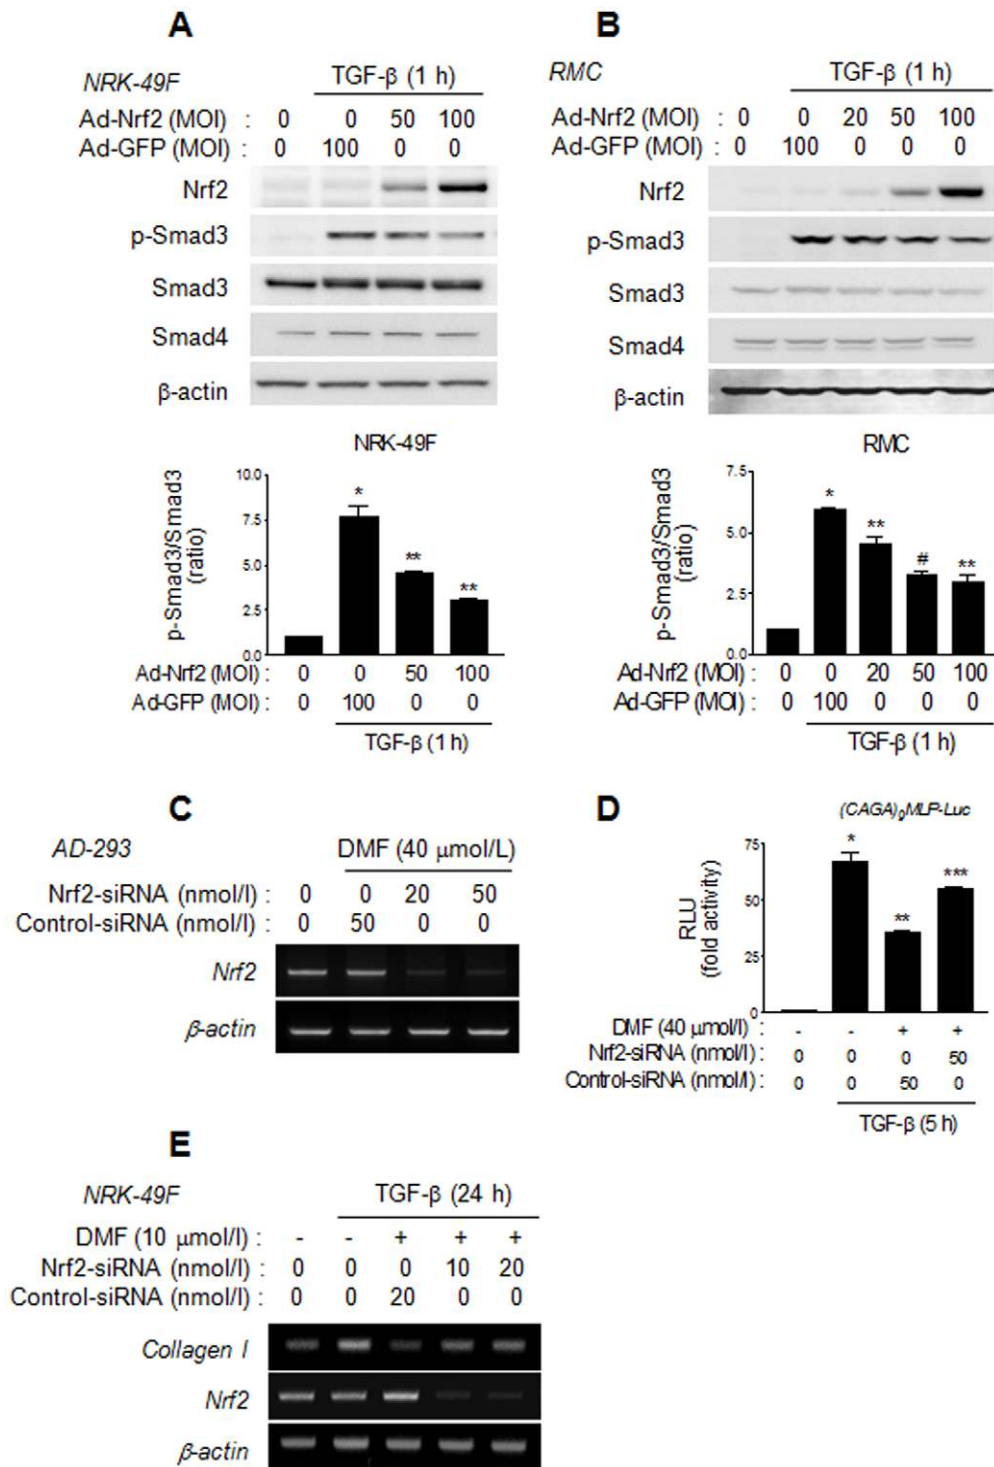 A
NRK-49F
TGF-β (1 h)
Ad-Nrf2 (MOI) : 0 0 50 100
Ad-GFP (MOI) : 0 100 0 0
Nrf2
p-Smad3
Smad3
Smad4
β-actin
NRK-49F
p-Smad3/Smad3
(ratio)
10.0
7.5
5.0
2.5
0.0
*
**
**
Ad-Nrf2 (MOI) : 0 0 50 100
Ad-GFP (MOI) : 0 100 0 0
TGF-β (1 h)
B
RMC
TGF-β (1 h)
Ad-Nrf2 (MOI) : 0 0 20 50 100
Ad-GFP (MOI) : 0 100 0 0 0
Nrf2
p-Smad3
Smad3
Smad4
β-actin
RMC
p-Smad3/Smad3
(ratio)
7.5
5.0
2.5
0.0
*
**
#
**
Ad-Nrf2 (MOI) : 0 0 20 50 100
Ad-GFP (MOI) : 0 100 0 0 0
TGF-β (1 h)
C
AD-293
DMF (40 μmol/L)
Nrf2-siRNA (nmol/l) : 0 0 20 50
Control-siRNA (nmol/l) : 0 50 0 0
Nrf2
β-actin
D
(CAGA)₉MLP-Luc
RLU
(fold activity)
75
50
25
0
*
**
***
DMF (40 μmol/l) : - - + +
Nrf2-siRNA (nmol/l) : 0 0 0 50
Control-siRNA (nmol/l) : 0 0 50 0
TGF-β (5 h)
E
NRK-49F
TGF-β (24 h)
DMF (10 μmol/l) : - - + + +
Nrf2-siRNA (nmol/l) : 0 0 0 10 20
Control-siRNA (nmol/l) : 0 0 20 0 0
Collagen I
Nrf2
β-actin